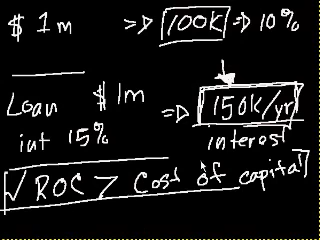 $ 1m => 100K => 10%
Loan $ 1m => 150k/yr
int 15% interest
√ ROC > Cost of capital